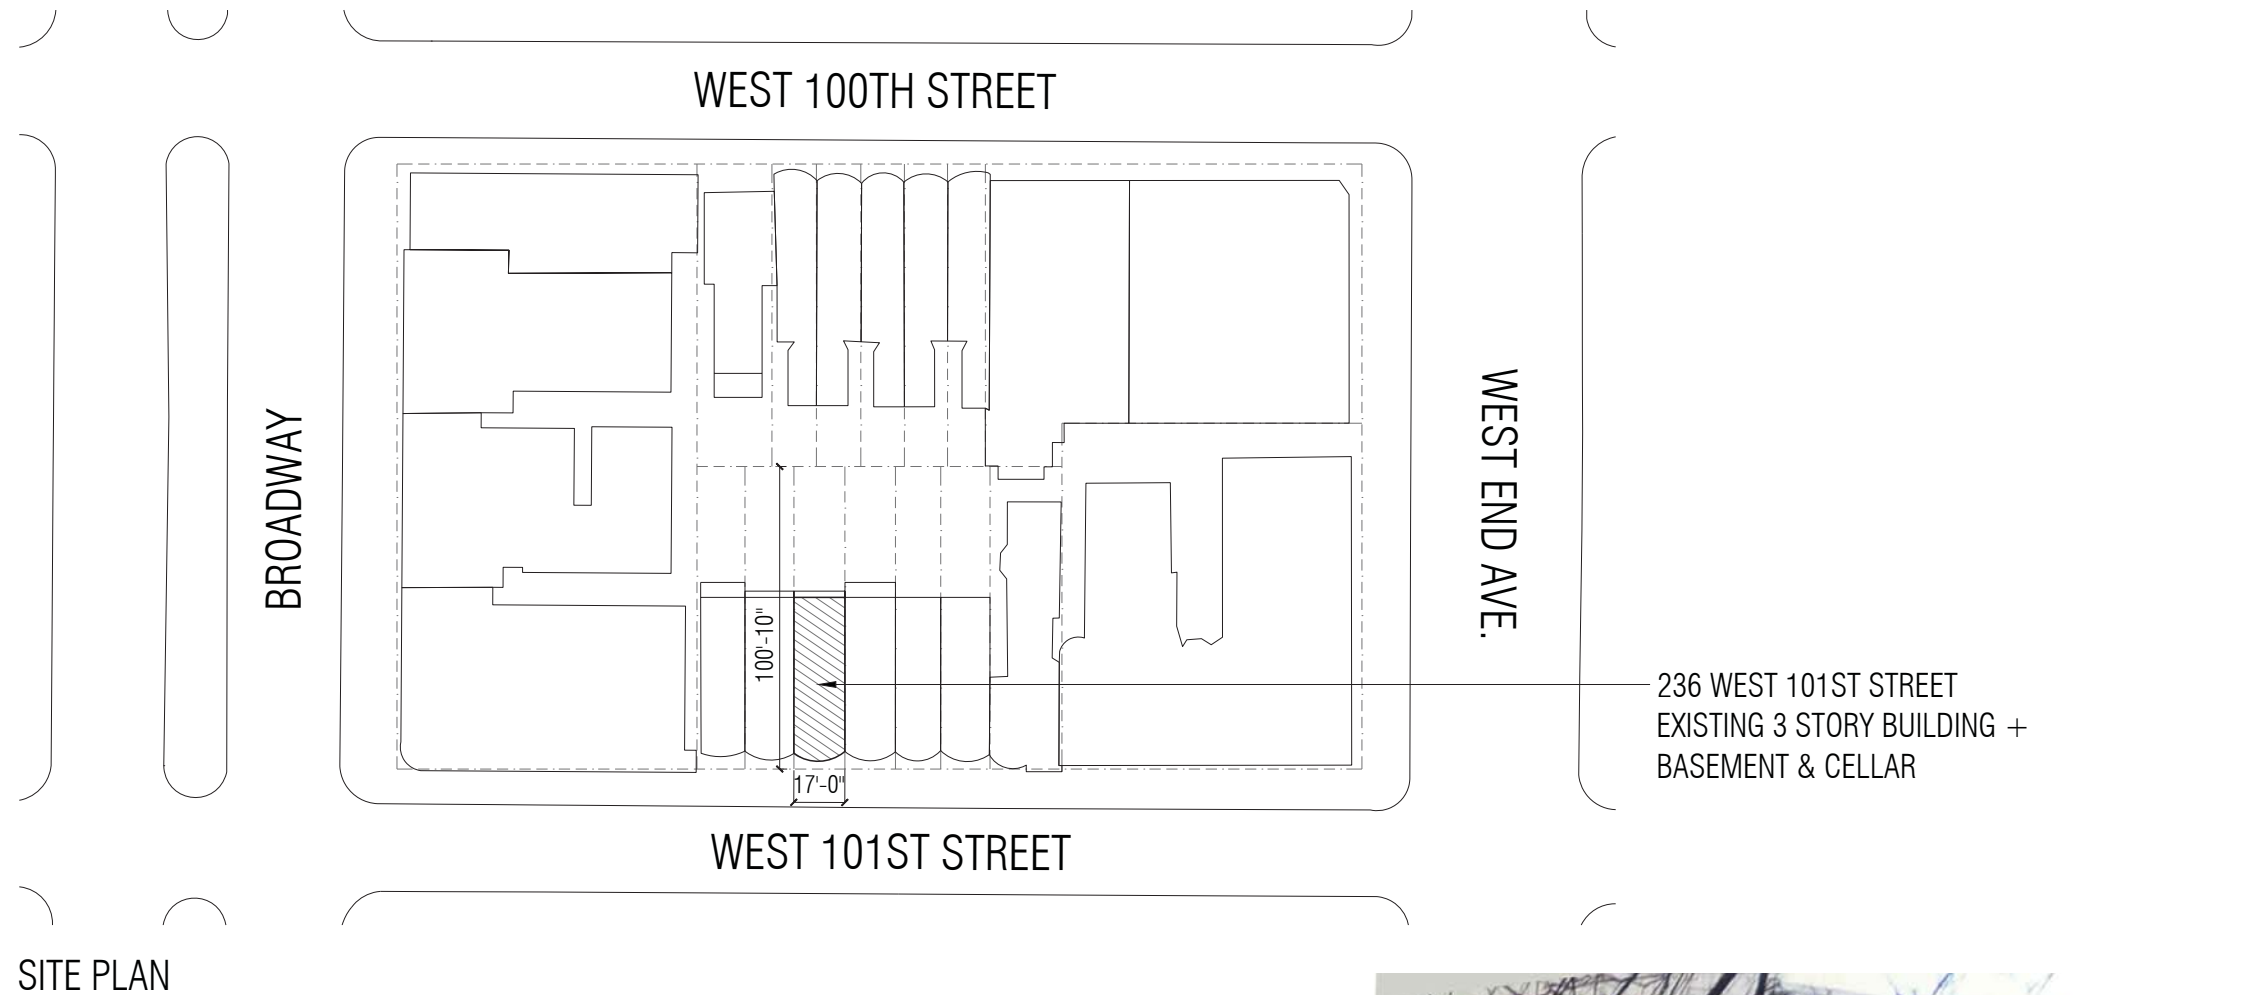 WEST 100TH STREET
BROADWAY
WEST END AVE.
100'-10"
236 WEST 101ST STREET
EXISTING 3 STORY BUILDING +
BASEMENT & CELLAR
17'-0"
WEST 101ST STREET
SITE PLAN